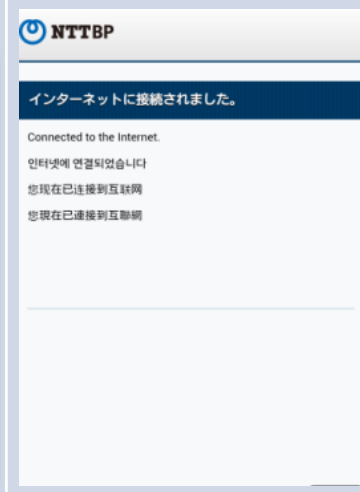 NTTBP
インターネットに接続されました。
Connected to the Internet.
인터넷에 연결되었습니다
您现在已连接到互联网
您現在已連接到互聯網